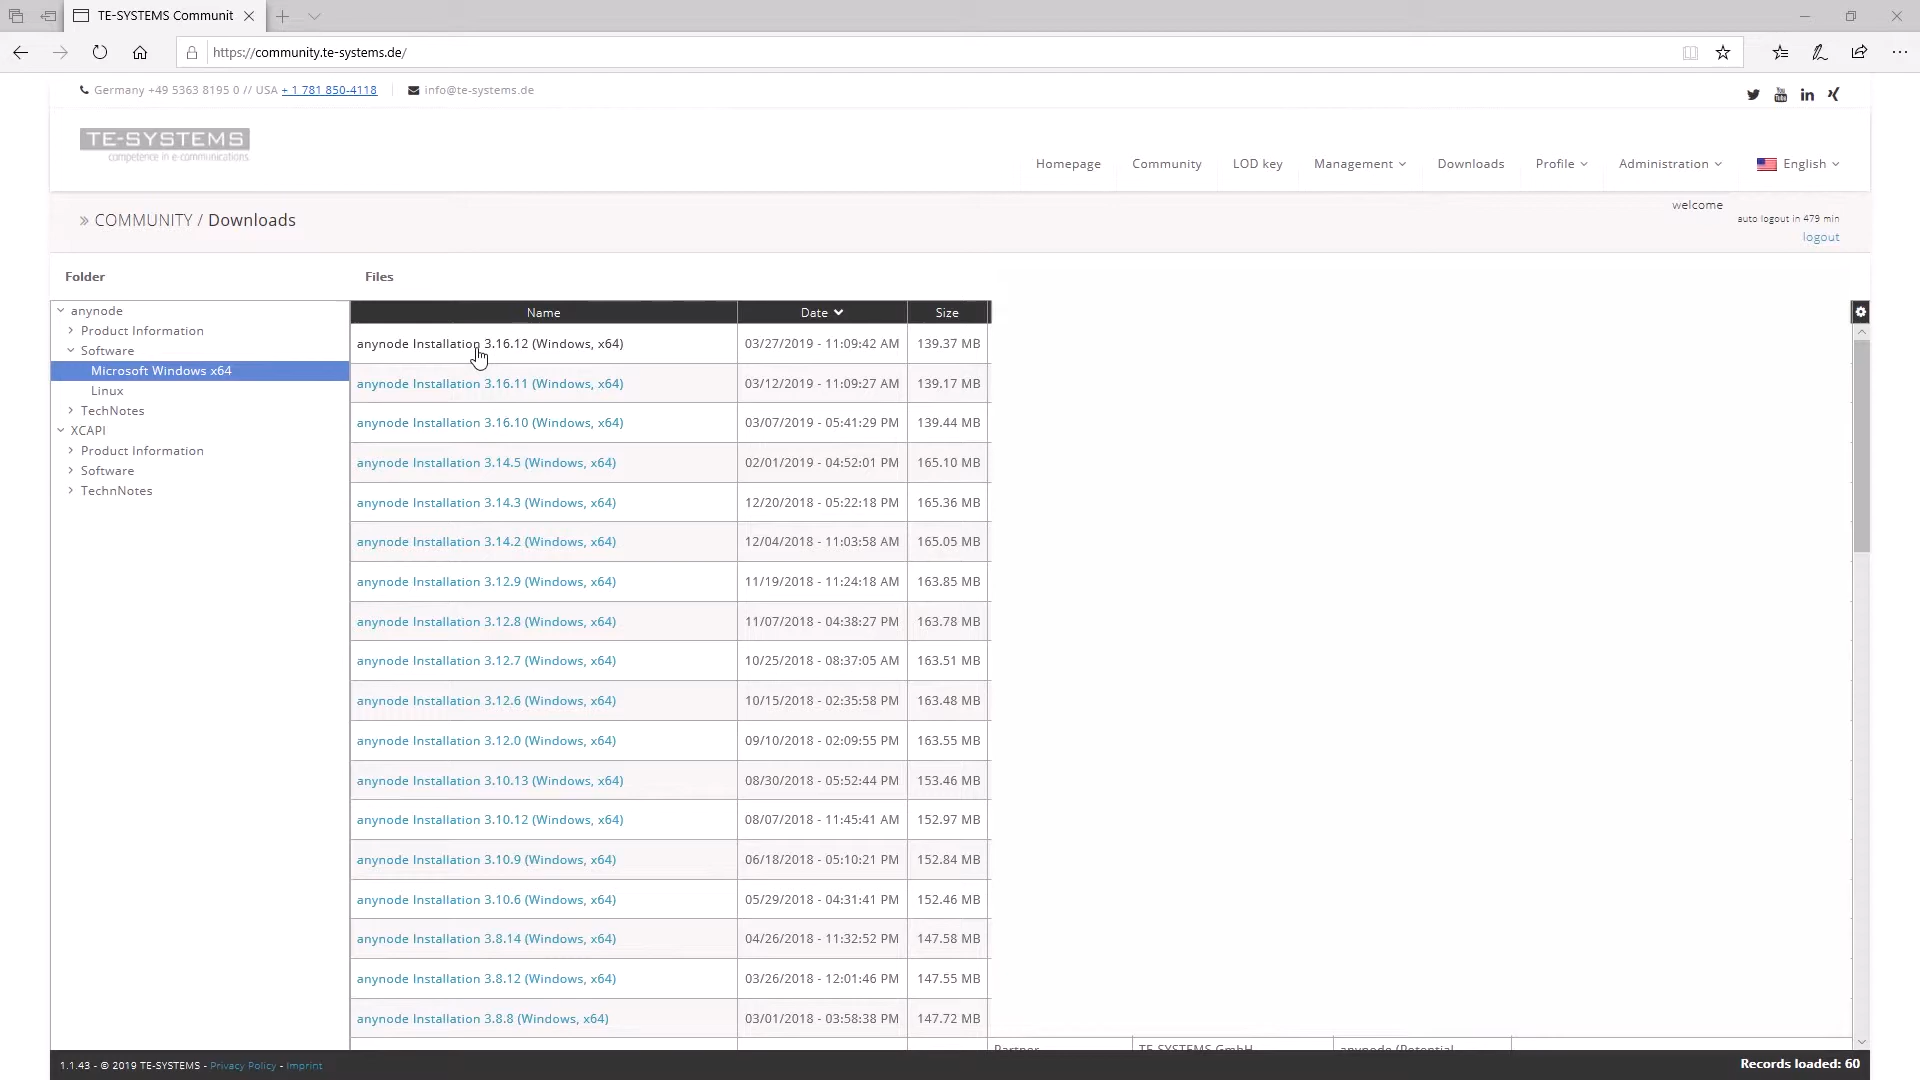 TE-SYSTEMS Communit
https://community.te-systems.de/
Germany +49 5363 8195 0 // USA + 1 781 850-4118 info@te-systems.de
TE-SYSTEMS
competence in e-communications.
Homepage Community LOD key Management Downloads Profile Administration English
» COMMUNITY / Downloads
welcome
auto logout in 479 min
logout
Folder
Files
anynode
Product Information
Software
Microsoft Windows x64
Linux
TechNotes
XCAPI
Product Information
Software
TechnNotes
Name Date Size
anynode Installation 3.16.12 (Windows, x64) 03/27/2019 - 11:09:42 AM 139.37 MB
anynode Installation 3.16.11 (Windows, x64) 03/12/2019 - 11:09:27 AM 139.17 MB
anynode Installation 3.16.10 (Windows, x64) 03/07/2019 - 05:41:29 PM 139.44 MB
anynode Installation 3.14.5 (Windows, x64) 02/01/2019 - 04:52:01 PM 165.10 MB
anynode Installation 3.14.3 (Windows, x64) 12/20/2018 - 05:22:18 PM 165.36 MB
anynode Installation 3.14.2 (Windows, x64) 12/04/2018 - 11:03:58 AM 165.05 MB
anynode Installation 3.12.9 (Windows, x64) 11/19/2018 - 11:24:18 AM 163.85 MB
anynode Installation 3.12.8 (Windows, x64) 11/07/2018 - 04:38:27 PM 163.78 MB
anynode Installation 3.12.7 (Windows, x64) 10/25/2018 - 08:37:05 AM 163.51 MB
anynode Installation 3.12.6 (Windows, x64) 10/15/2018 - 02:35:58 PM 163.48 MB
anynode Installation 3.12.0 (Windows, x64) 09/10/2018 - 02:09:55 PM 163.55 MB
anynode Installation 3.10.13 (Windows, x64) 08/30/2018 - 05:52:44 PM 153.46 MB
anynode Installation 3.10.12 (Windows, x64) 08/07/2018 - 11:45:41 AM 152.97 MB
anynode Installation 3.10.9 (Windows, x64) 06/18/2018 - 05:10:21 PM 152.84 MB
anynode Installation 3.10.6 (Windows, x64) 05/29/2018 - 04:31:41 PM 152.46 MB
anynode Installation 3.8.14 (Windows, x64) 04/26/2018 - 11:32:52 PM 147.58 MB
anynode Installation 3.8.12 (Windows, x64) 03/26/2018 - 12:01:46 PM 147.55 MB
anynode Installation 3.8.8 (Windows, x64) 03/01/2018 - 03:58:38 PM 147.72 MB
Partner TE-SYSTEMS GmbH anynode (Potential
1.1.43 - © 2019 TE-SYSTEMS - Privacy Policy - Imprint
Records loaded: 60